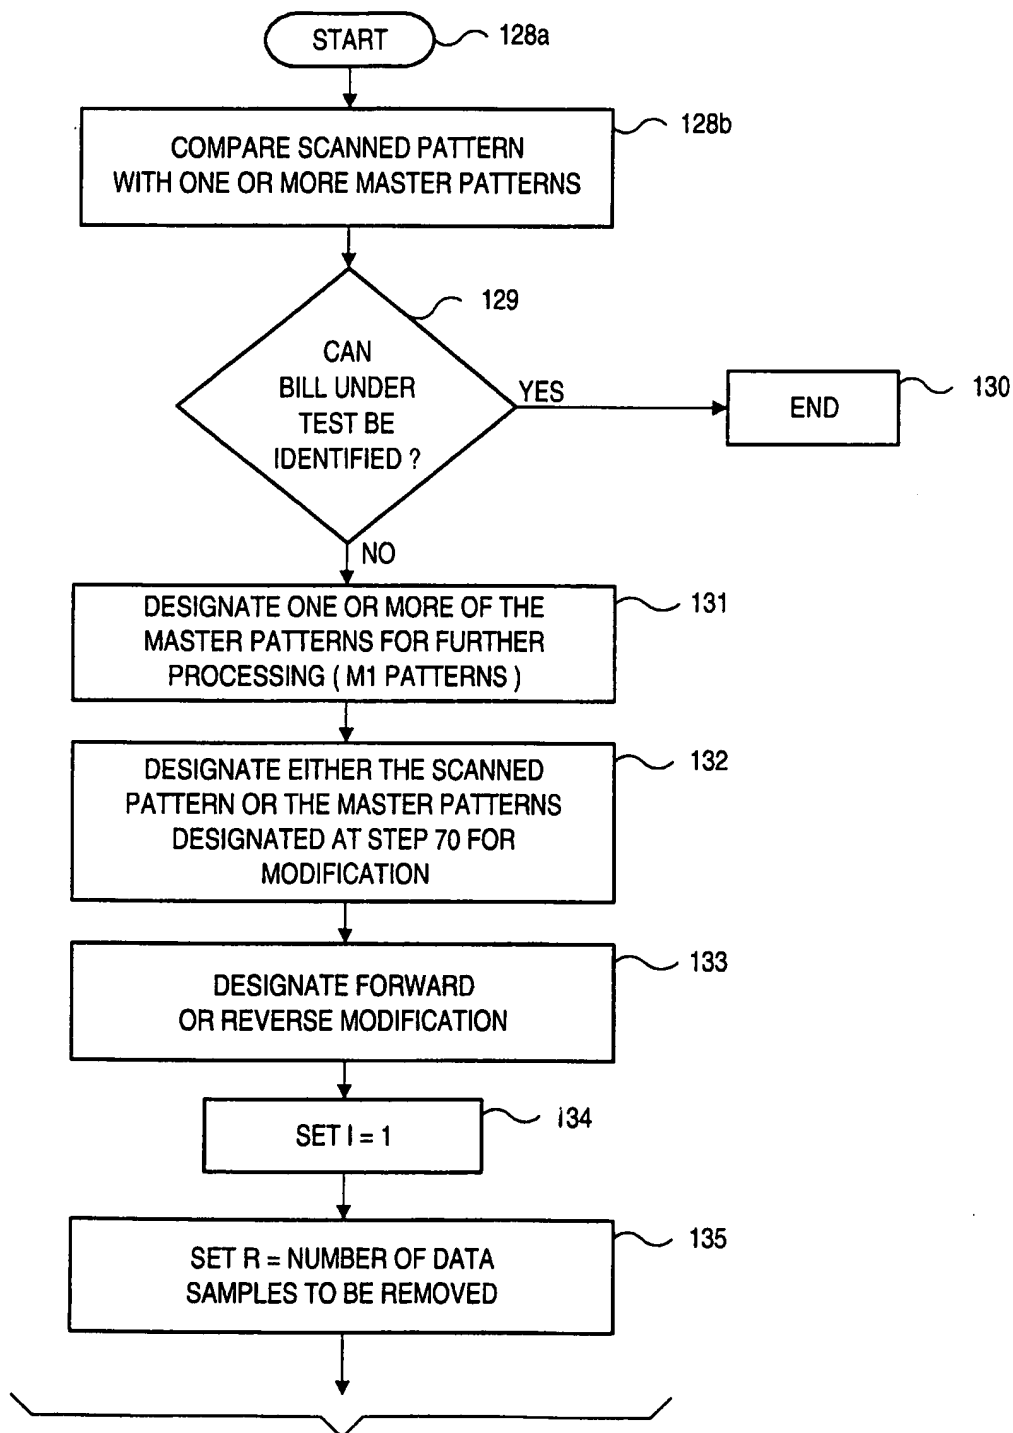 START
128a
COMPARE SCANNED PATTERN
WITH ONE OR MORE MASTER PATTERNS
128b
129
CAN
BILL UNDER
TEST BE
IDENTIFIED ?
YES
END
130
NO
DESIGNATE ONE OR MORE OF THE
MASTER PATTERNS FOR FURTHER
PROCESSING ( M1 PATTERNS )
131
DESIGNATE EITHER THE SCANNED
PATTERN OR THE MASTER PATTERNS
DESIGNATED AT STEP 70 FOR
MODIFICATION
132
DESIGNATE FORWARD
OR REVERSE MODIFICATION
133
SET I = 1
134
SET R = NUMBER OF DATA
SAMPLES TO BE REMOVED
135